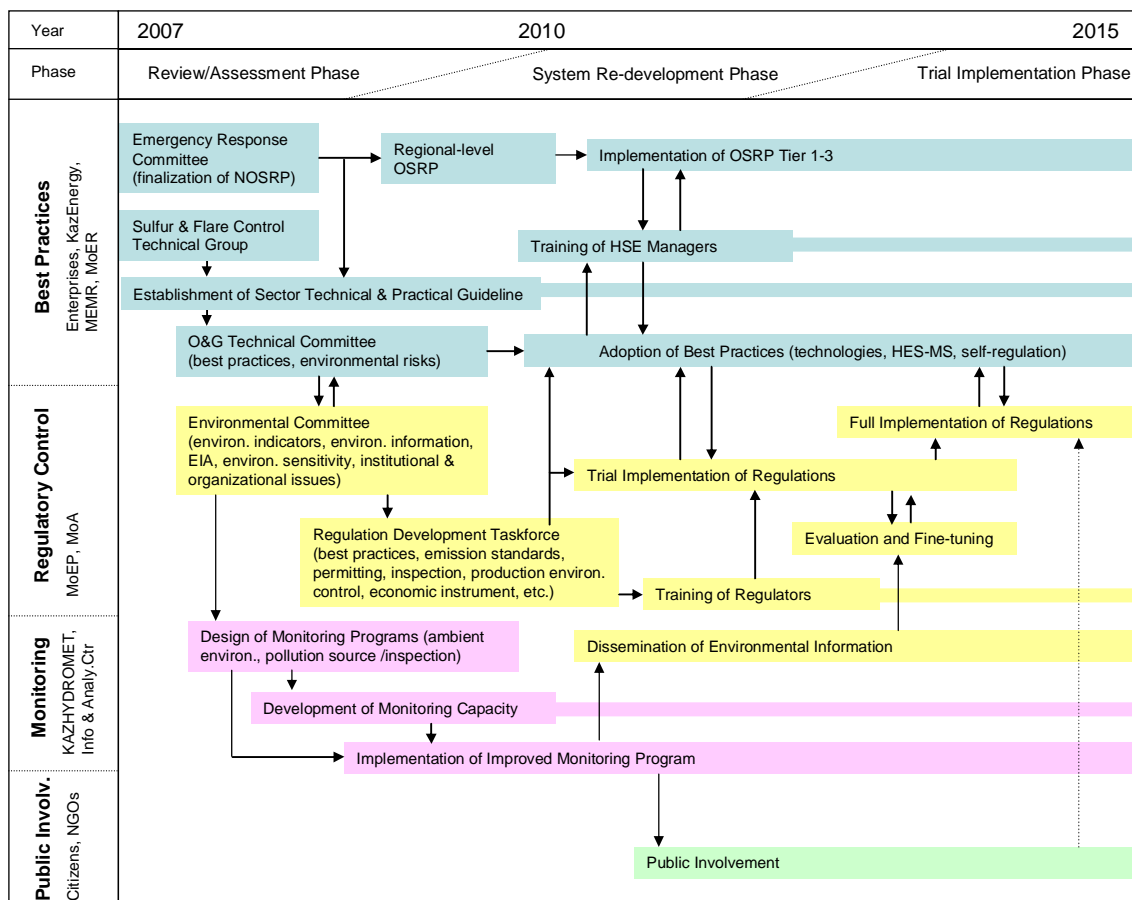 Year
2007
2010
2015
Phase
Review/Assessment Phase
System Re-development Phase
Trial Implementation Phase
Best Practices
Enterprises, KazEnergy,
MEMR, MoER
Emergency Response
Committee
(finalization of NOSRP)
Regional-level
OSRP
Implementation of OSRP Tier 1-3
Sulfur & Flare Control
Technical Group
Training of HSE Managers
Establishment of Sector Technical & Practical Guideline
O&G Technical Committee
(best practices, environmental risks)
Adoption of Best Practices (technologies, HES-MS, self-regulation)
Regulatory Control
MoEP, MoA
Environmental Committee
(environ. indicators, environ. information,
EIA, environ. sensitivity, institutional &
organizational issues)
Full Implementation of Regulations
Trial Implementation of Regulations
Regulation Development Taskforce
(best practices, emission standards,
permitting, inspection, production environ.
control, economic instrument, etc.)
Evaluation and Fine-tuning
Training of Regulators
Monitoring
KAZHYDROMET,
Info & Analy.Ctr
Design of Monitoring Programs (ambient
environ., pollution source /inspection)
Dissemination of Environmental Information
Development of Monitoring Capacity
Implementation of Improved Monitoring Program
Public Involv.
Citizens, NGOs
Public Involvement